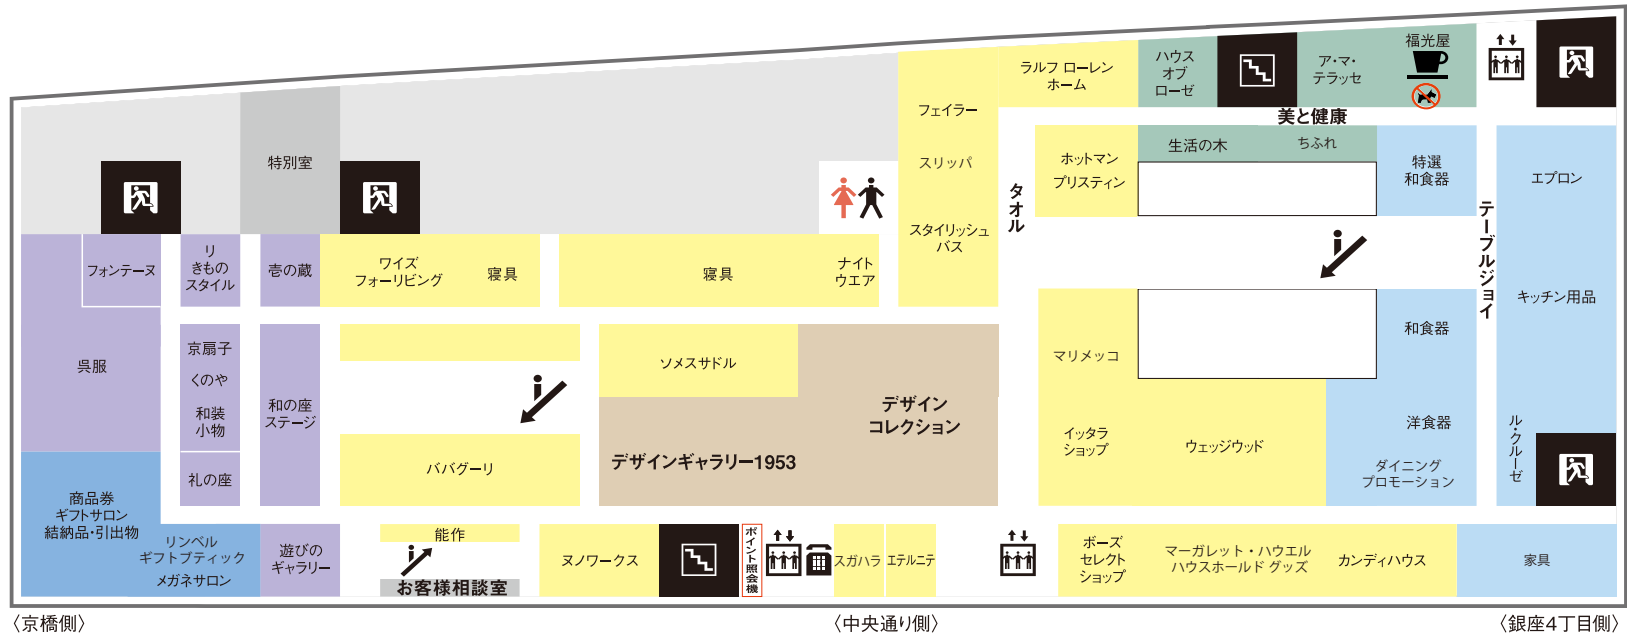 ラルフ ローレン
ホーム
ハウス
オブ
ローゼ
ア・マ・
テラッセ
福光屋
美と健康
フェイラー
スリッパ
スタイリッシュ
バス
タオル
ホットマン
プリスティン
生活の木
ちふれ
特選
和食器
テーブルジョイ
エプロン
キッチン用品
特別室
フォンテーヌ
リ
きもの
スタイル
壱の蔵
ワイズ
フォーリビング
寝具
寝具
ナイト
ウエア
呉服
京扇子
くのや
和装
小物
礼の座
和の座
ステージ
ババグーリ
ソメスサドル
デザイン
コレクション
デザインギャラリー1953
マリメッコ
イッタラ
ショップ
ウェッジウッド
和食器
洋食器
ダイニング
プロモーション
ル・クルーゼ
商品券
ギフトサロン
結納品・引出物
リンベル
ギフトブティック
メガネサロン
遊びの
ギャラリー
能作
お客様相談室
ヌノワークス
ポイント照会機
スガハラ
エテルニテ
ボーズ
セレクト
ショップ
マーガレット・ハウエル
ハウスホールド グッズ
カンディハウス
家具
〈京橋側〉
〈中央通り側〉
〈銀座4丁目側〉